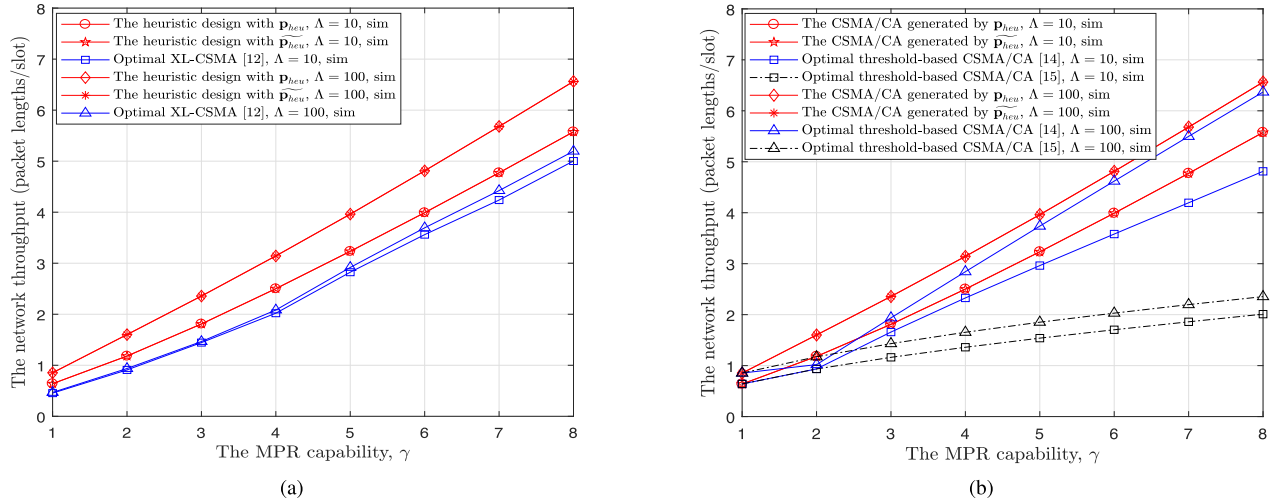 The heuristic design with p_heu, Λ = 10, sim
The heuristic design with \widetilde{p_heu}, Λ = 10, sim
Optimal XL-CSMA [12], Λ = 10, sim
The heuristic design with p_heu, Λ = 100, sim
The heuristic design with \widetilde{p_heu}, Λ = 100, sim
Optimal XL-CSMA [12], Λ = 100, sim
The network throughput (packet lengths/slot)
8
7
6
5
4
3
2
1
0
1 2 3 4 5 6 7 8
The MPR capability, γ
(a)
The CSMA/CA generated by p_heu, Λ = 10, sim
The CSMA/CA generated by \widetilde{p_heu}, Λ = 10, sim
Optimal threshold-based CSMA/CA [14], Λ = 10, sim
Optimal threshold-based CSMA/CA [15], Λ = 10, sim
The CSMA/CA generated by p_heu, Λ = 100, sim
The CSMA/CA generated by \widetilde{p_heu}, Λ = 100, sim
Optimal threshold-based CSMA/CA [14], Λ = 100, sim
Optimal threshold-based CSMA/CA [15], Λ = 100, sim
The network throughput (packet lengths/slot)
8
7
6
5
4
3
2
1
0
1 2 3 4 5 6 7 8
The MPR capability, γ
(b)